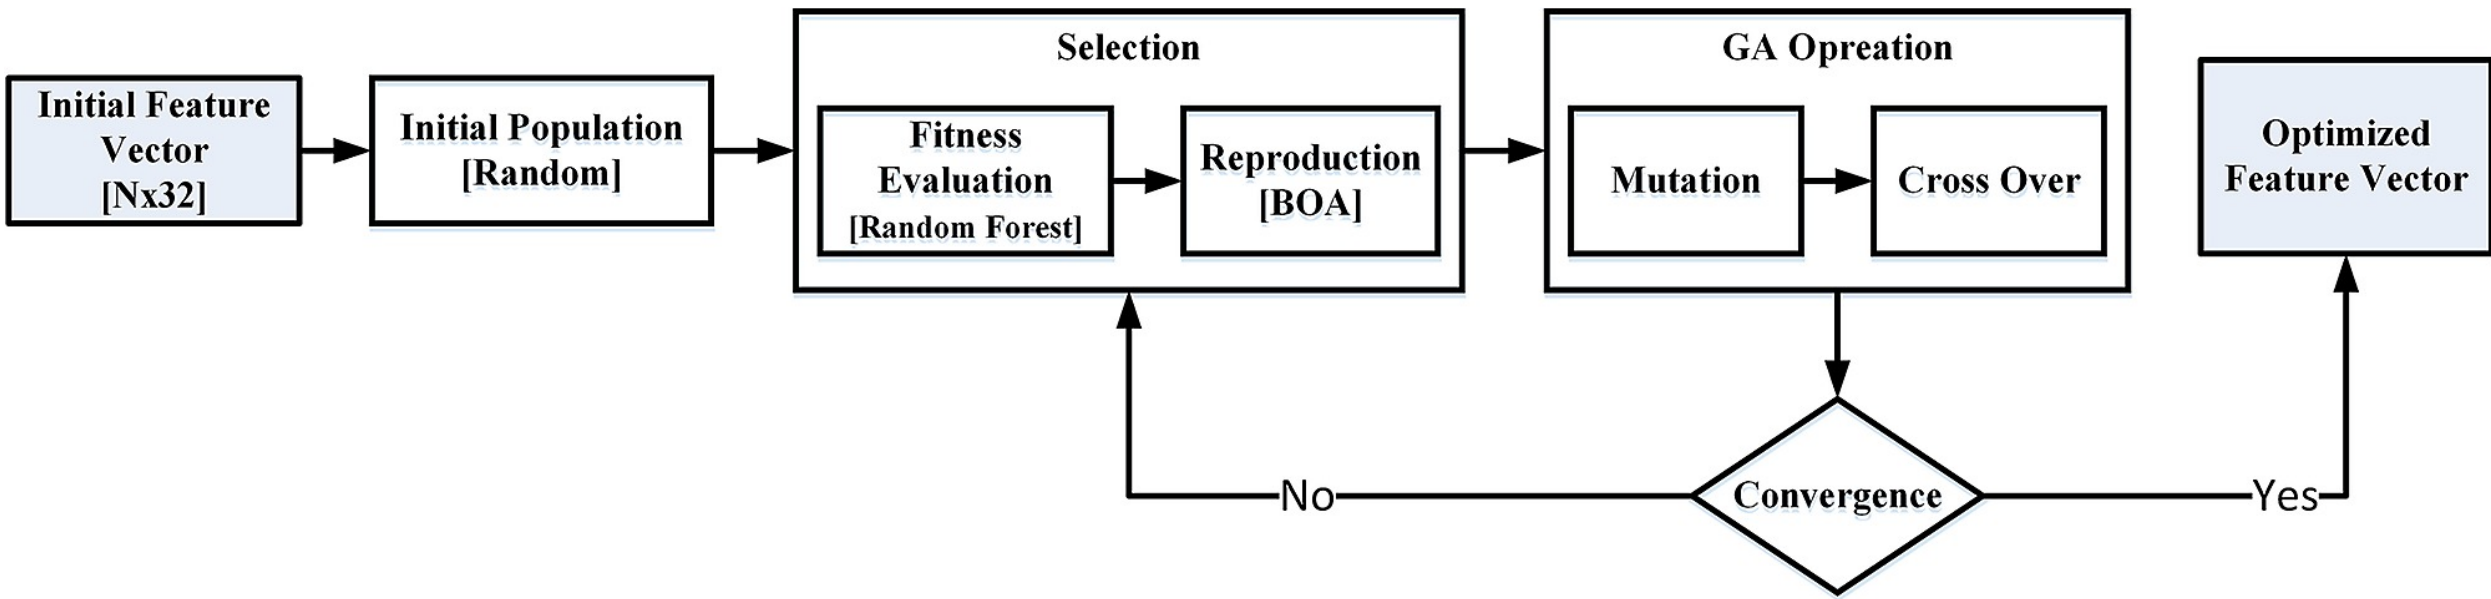 Initial Feature
Vector
[Nx32]
Initial Population
[Random]
Selection
Fitness
Evaluation
[Random Forest]
Reproduction
[BOA]
GA Opreation
Mutation
Cross Over
Optimized
Feature Vector
Convergence
No
Yes